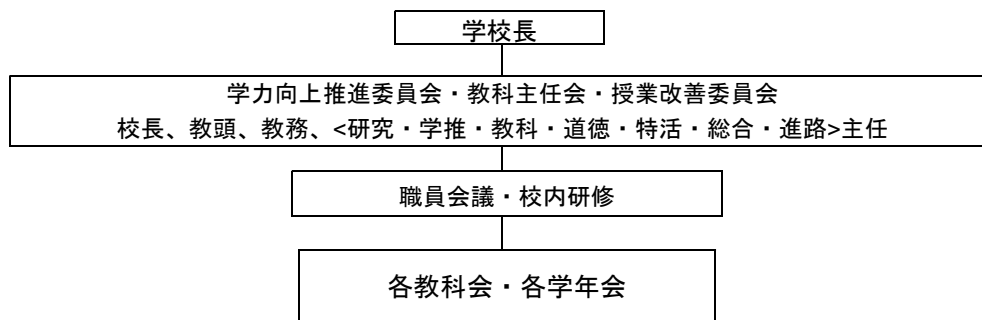 学校長
学力向上推進委員会・教科主任会・授業改善委員会
校長、教頭、教務、<研究・学推・教科・道徳・特活・総合・進路>主任
職員会議・校内研修
各教科会・各学年会